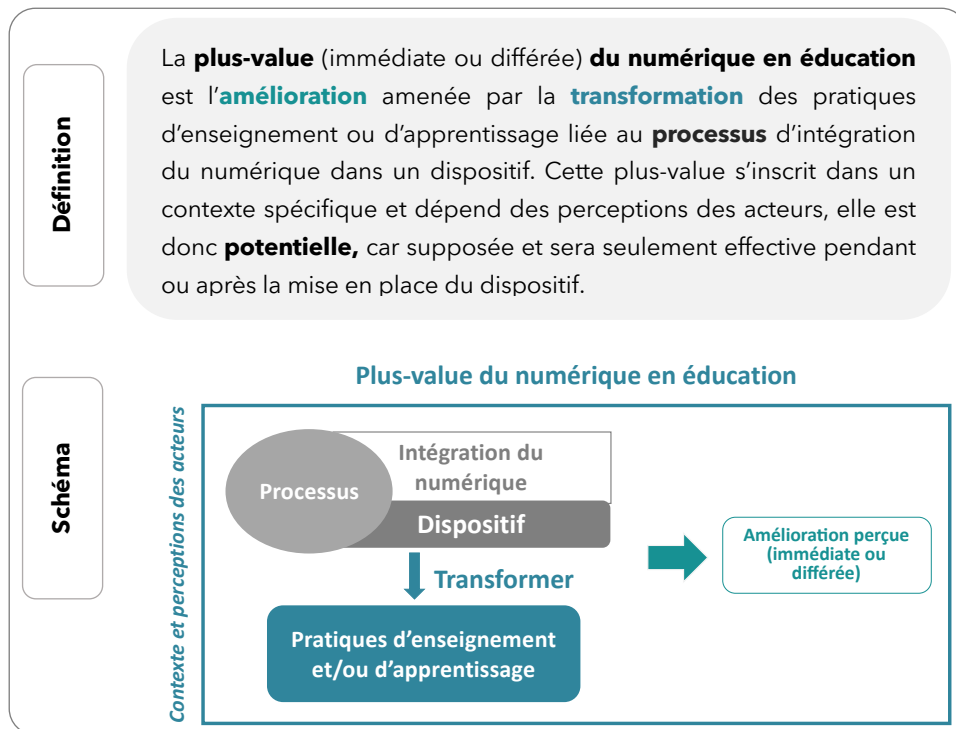 Définition
La plus-value (immédiate ou différée) du numérique en éducation
est l’amélioration amenée par la transformation des pratiques
d’enseignement ou d’apprentissage liée au processus d’intégration
du numérique dans un dispositif. Cette plus-value s’inscrit dans un
contexte spécifique et dépend des perceptions des acteurs, elle est
donc potentielle, car supposée et sera seulement effective pendant
ou après la mise en place du dispositif.
Schéma
Plus-value du numérique en éducation
Contexte et perceptions des acteurs
Processus
Intégration du
numérique
Dispositif
Transformer
Pratiques d’enseignement
et/ou d’apprentissage
Amélioration perçue
(immédiate ou
différée)